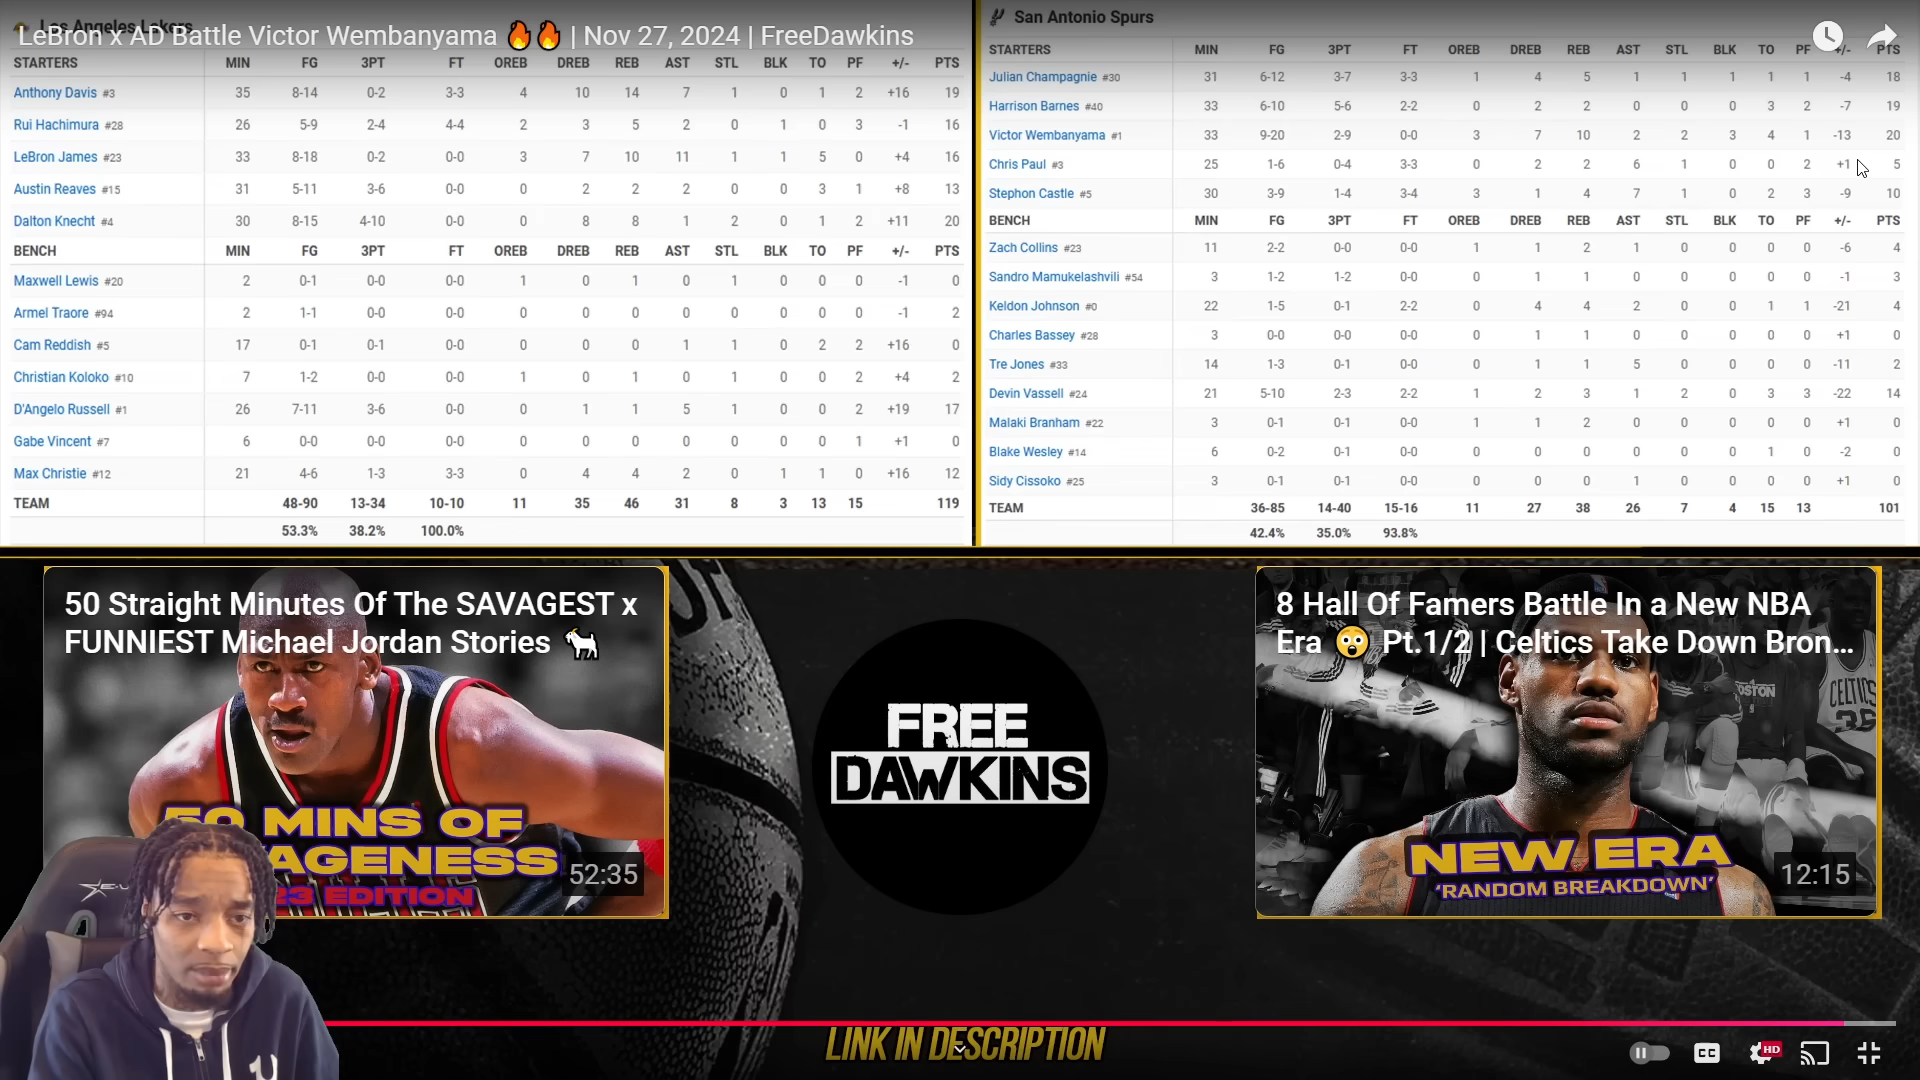 Los Angeles Lakers
LeBron x AD Battle Victor Wembanyama 🔥🔥 | Nov 27, 2024 | FreeDawkins
STARTERS MIN FG 3PT FT OREB DREB REB AST STL BLK TO PF +/- PTS
Anthony Davis #3 35 8-14 0-2 3-3 4 10 14 7 1 0 1 2 +16 19
Rui Hachimura #28 26 5-9 2-4 4-4 2 3 5 2 0 1 0 3 -1 16
LeBron James #23 33 8-18 0-2 0-0 3 7 10 11 1 1 5 0 +4 16
Austin Reaves #15 31 5-11 3-6 0-0 0 2 2 2 0 0 3 1 +8 13
Dalton Knecht #4 30 8-15 4-10 0-0 0 8 8 1 2 0 1 2 +11 20
BENCH MIN FG 3PT FT OREB DREB REB AST STL BLK TO PF +/- PTS
Maxwell Lewis #20 2 0-1 0-0 0-0 1 0 1 0 1 0 0 0 -1 0
Armel Traore #94 2 1-1 0-0 0-0 0 0 0 0 0 0 0 0 -1 2
Cam Reddish #5 17 0-1 0-1 0-0 0 0 0 1 1 0 2 2 +16 0
Christian Koloko #10 7 1-2 0-0 0-0 1 0 1 0 1 0 0 2 +4 2
D'Angelo Russell #1 26 7-11 3-6 0-0 0 1 1 5 1 0 0 2 +19 17
Gabe Vincent #7 6 0-0 0-0 0-0 0 0 0 0 0 0 0 1 +1 0
Max Christie #12 21 4-6 1-3 3-3 0 4 4 2 0 1 1 0 +16 12
TEAM 48-90 13-34 10-10 11 35 46 31 8 3 13 15 119
53.3% 38.2% 100.0%
San Antonio Spurs
STARTERS MIN FG 3PT FT OREB DREB REB AST STL BLK TO PF +/- PTS
Julian Champagnie #30 31 6-12 3-7 3-3 1 4 5 1 1 1 1 1 -4 18
Harrison Barnes #40 33 6-10 5-6 2-2 0 2 2 0 0 0 3 2 -7 19
Victor Wembanyama #1 33 9-20 2-9 0-0 3 7 10 2 2 3 4 1 -13 20
Chris Paul #3 25 1-6 0-4 3-3 0 2 2 6 1 0 0 2 +1 5
Stephon Castle #5 30 3-9 1-4 3-4 3 1 4 7 1 0 2 3 -9 10
BENCH MIN FG 3PT FT OREB DREB REB AST STL BLK TO PF +/- PTS
Zach Collins #23 11 2-2 0-0 0-0 1 1 2 1 0 0 0 0 -6 4
Sandro Mamukelashvili #54 3 1-2 1-2 0-0 0 1 1 0 0 0 0 0 -1 3
Keldon Johnson #0 22 1-5 0-1 2-2 0 4 4 2 0 0 1 1 -21 4
Charles Bassey #28 3 0-0 0-0 0-0 0 1 1 0 0 0 0 0 +1 0
Tre Jones #33 14 1-3 0-1 0-0 0 1 1 5 0 0 0 0 -11 2
Devin Vassell #24 21 5-10 2-3 2-2 1 2 3 1 2 0 3 3 -22 14
Malaki Branham #22 3 0-1 0-1 0-0 1 1 2 0 0 0 0 0 +1 0
Blake Wesley #14 6 0-2 0-1 0-0 0 0 0 0 0 0 1 0 -2 0
Sidy Cissoko #25 3 0-1 0-1 0-0 0 0 0 1 0 0 0 0 +1 0
TEAM 36-85 14-40 15-16 11 27 38 26 7 4 15 13 101
42.4% 35.0% 93.8%
50 Straight Minutes Of The SAVAGEST x
FUNNIEST Michael Jordan Stories 🐐
50 MINS OF
AGENESS
23 EDITION
52:35
FREE
DAWKINS
8 Hall Of Famers Battle In a New NBA
Era 😲 Pt.1/2 | Celtics Take Down Bron...
CELTICS
NEW ERA
'RANDOM BREAKDOWN'
12:15
LINK IN DESCRIPTION
CC
HD